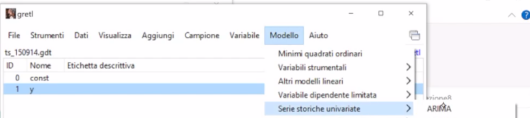 gretl
File Strumenti Dati Visualizza Aggiungi Campione Variabile Modello Aiuto
ts_150914.gdt
Minimi quadrati ordinari
ID Nome Etichetta descrittiva
Variabili strumentali
0 const
Altri modelli lineari
1 y
Variabile dipendente limitata
Serie storiche univariate
ARIMA